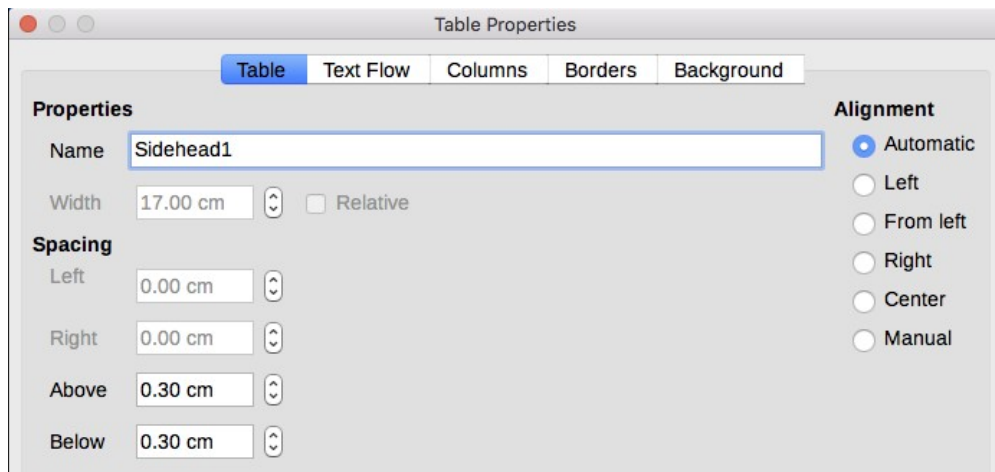 Table Properties
Table Text Flow Columns Borders Background
Properties
Name Sidehead1
Width 17.00 cm Relative
Spacing
Left 0.00 cm
Right 0.00 cm
Above 0.30 cm
Below 0.30 cm
Alignment
Automatic
Left
From left
Right
Center
Manual